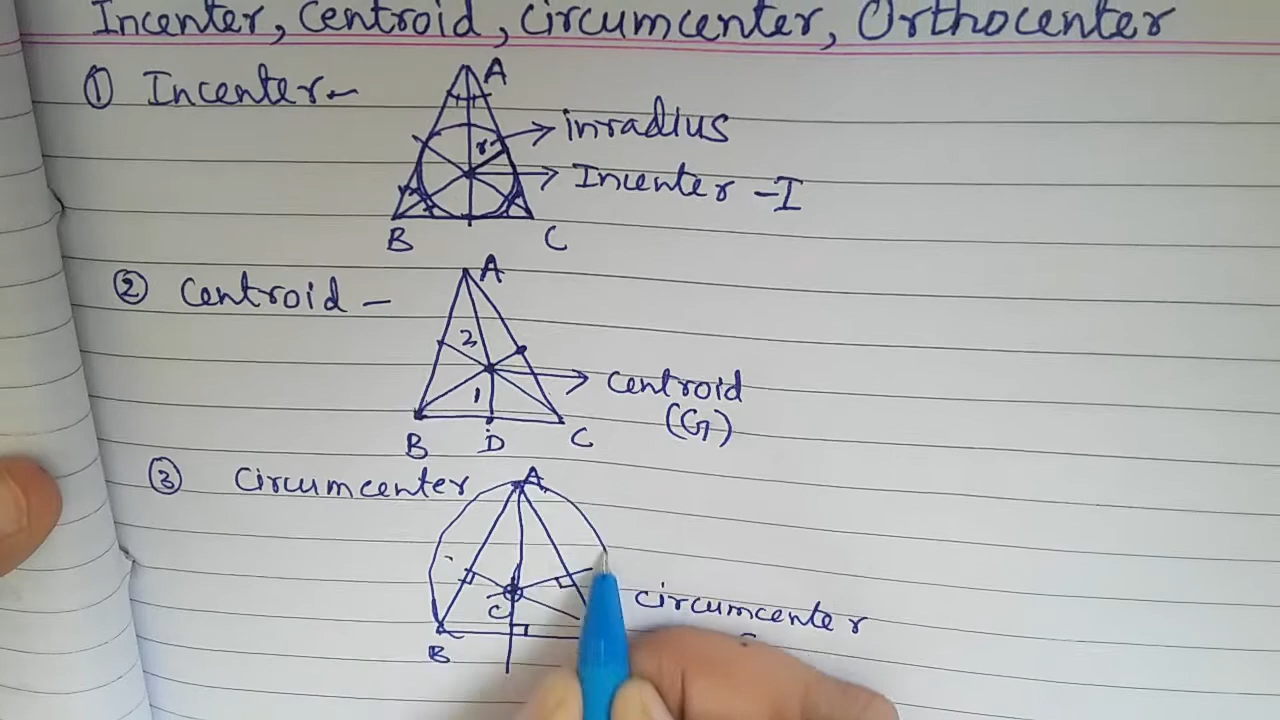 Incenter, Centroid, Circumcenter, Orthocenter
① Incenter-
A
r
inradius
Incenter - I
B
C
② Centroid -
A
2
1
Centroid
(G)
B
D
C
③ Circumcenter
A
C
circumcenter
B